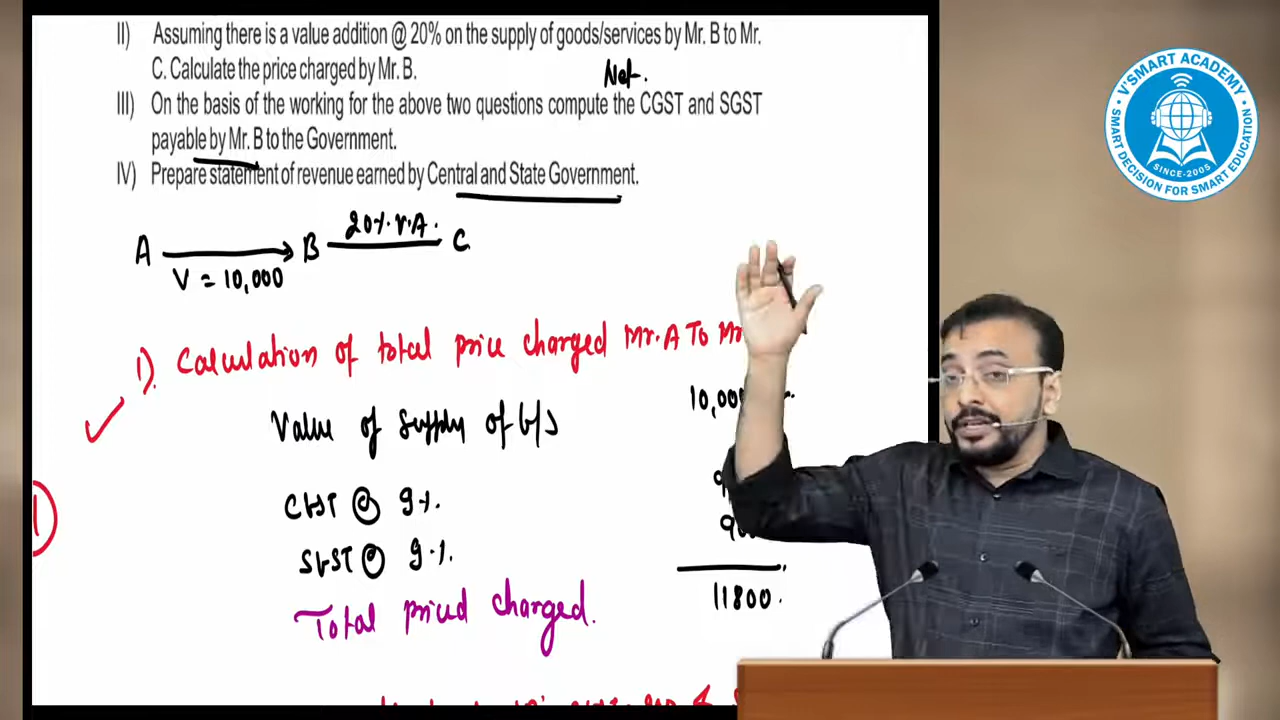 II) Assuming there is a value addition @ 20% on the supply of goods/services by Mr. B to Mr.
C. Calculate the price charged by Mr. B.
Net.
III) On the basis of the working for the above two questions compute the CGST and SGST
payable by Mr. B to the Government.
IV) Prepare statement of revenue earned by Central and State Government.
A B 20% V.A. C
V = 10,000
1). Calculation of total price charged Mr. A To Mr
Value of supply of G/S 10,000
CGST @ 9%.
SGST @ 9%.
Total priced charged. 11800.
V'SMART ACADEMY
SINCE-2005
SMART DECISION FOR SMART EDUCATION